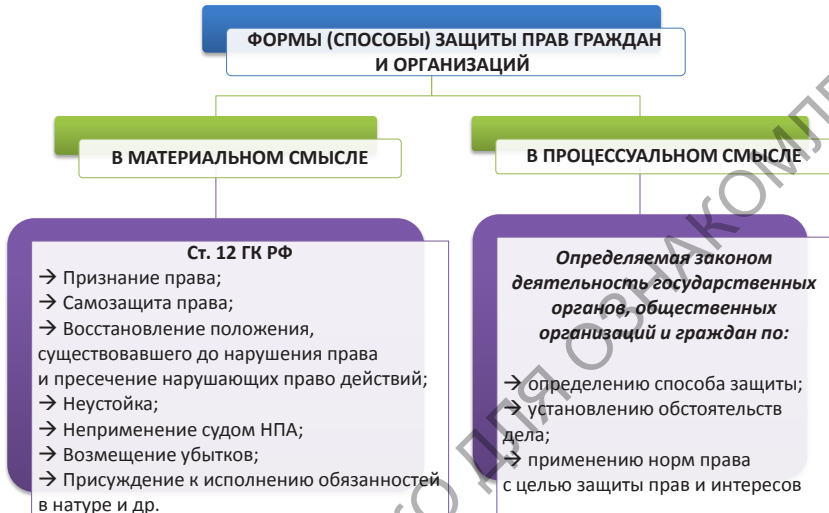 ФОРМЫ (СПОСОБЫ) ЗАЩИТЫ ПРАВ ГРАЖДАН
И ОРГАНИЗАЦИЙ
В МАТЕРИАЛЬНОМ СМЫСЛЕ
В ПРОЦЕССУАЛЬНОМ СМЫСЛЕ
Ст. 12 ГК РФ
→ Признание права;
→ Самозащита права;
→ Восстановление положения,
существовавшего до нарушения права
и пресечение нарушающих право действий;
→ Неустойка;
→ Неприменение судом НПА;
→ Возмещение убытков;
→ Присуждение к исполнению обязанностей
в натуре и др.
Определяемая законом
деятельность государственных
органов, общественных
организаций и граждан по:
→ определению способа защиты;
→ установлению обстоятельств
дела;
→ применению норм права
с целью защиты прав и интересов
ДЛЯ